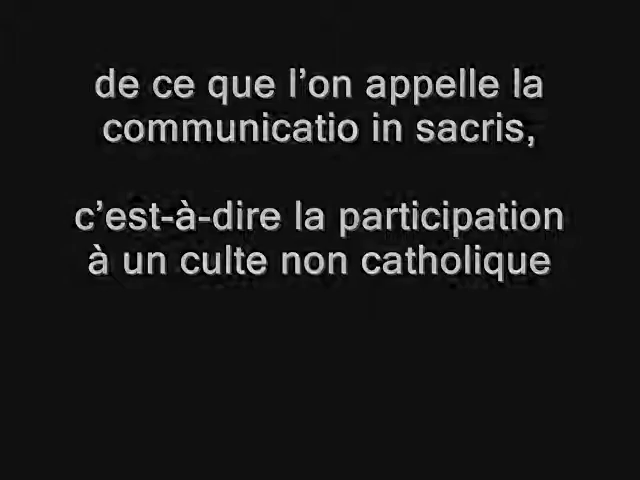 de ce que l’on appelle la
communicatio in sacris,
c’est-à-dire la participation
à un culte non catholique